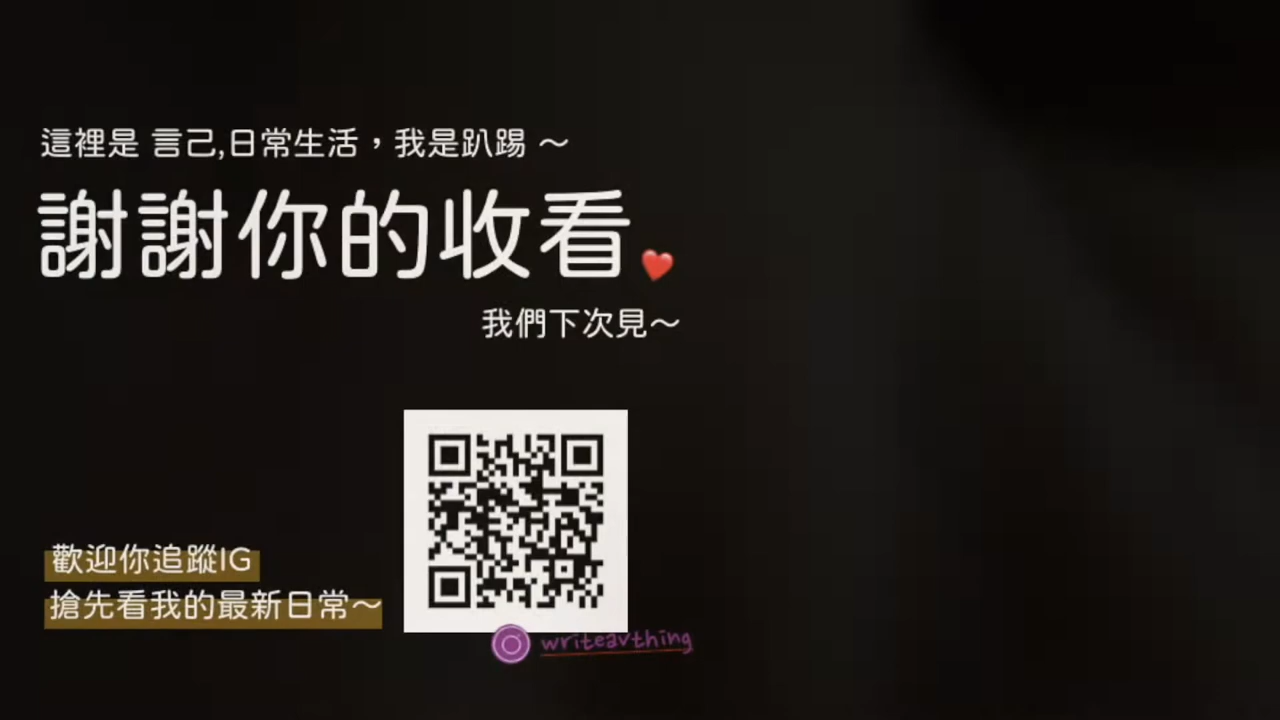 這裡是 言己,日常生活，我是趴踢 ～
謝謝你的收看
我們下次見～
歡迎你追蹤IG
搶先看我的最新日常～
writeavthing